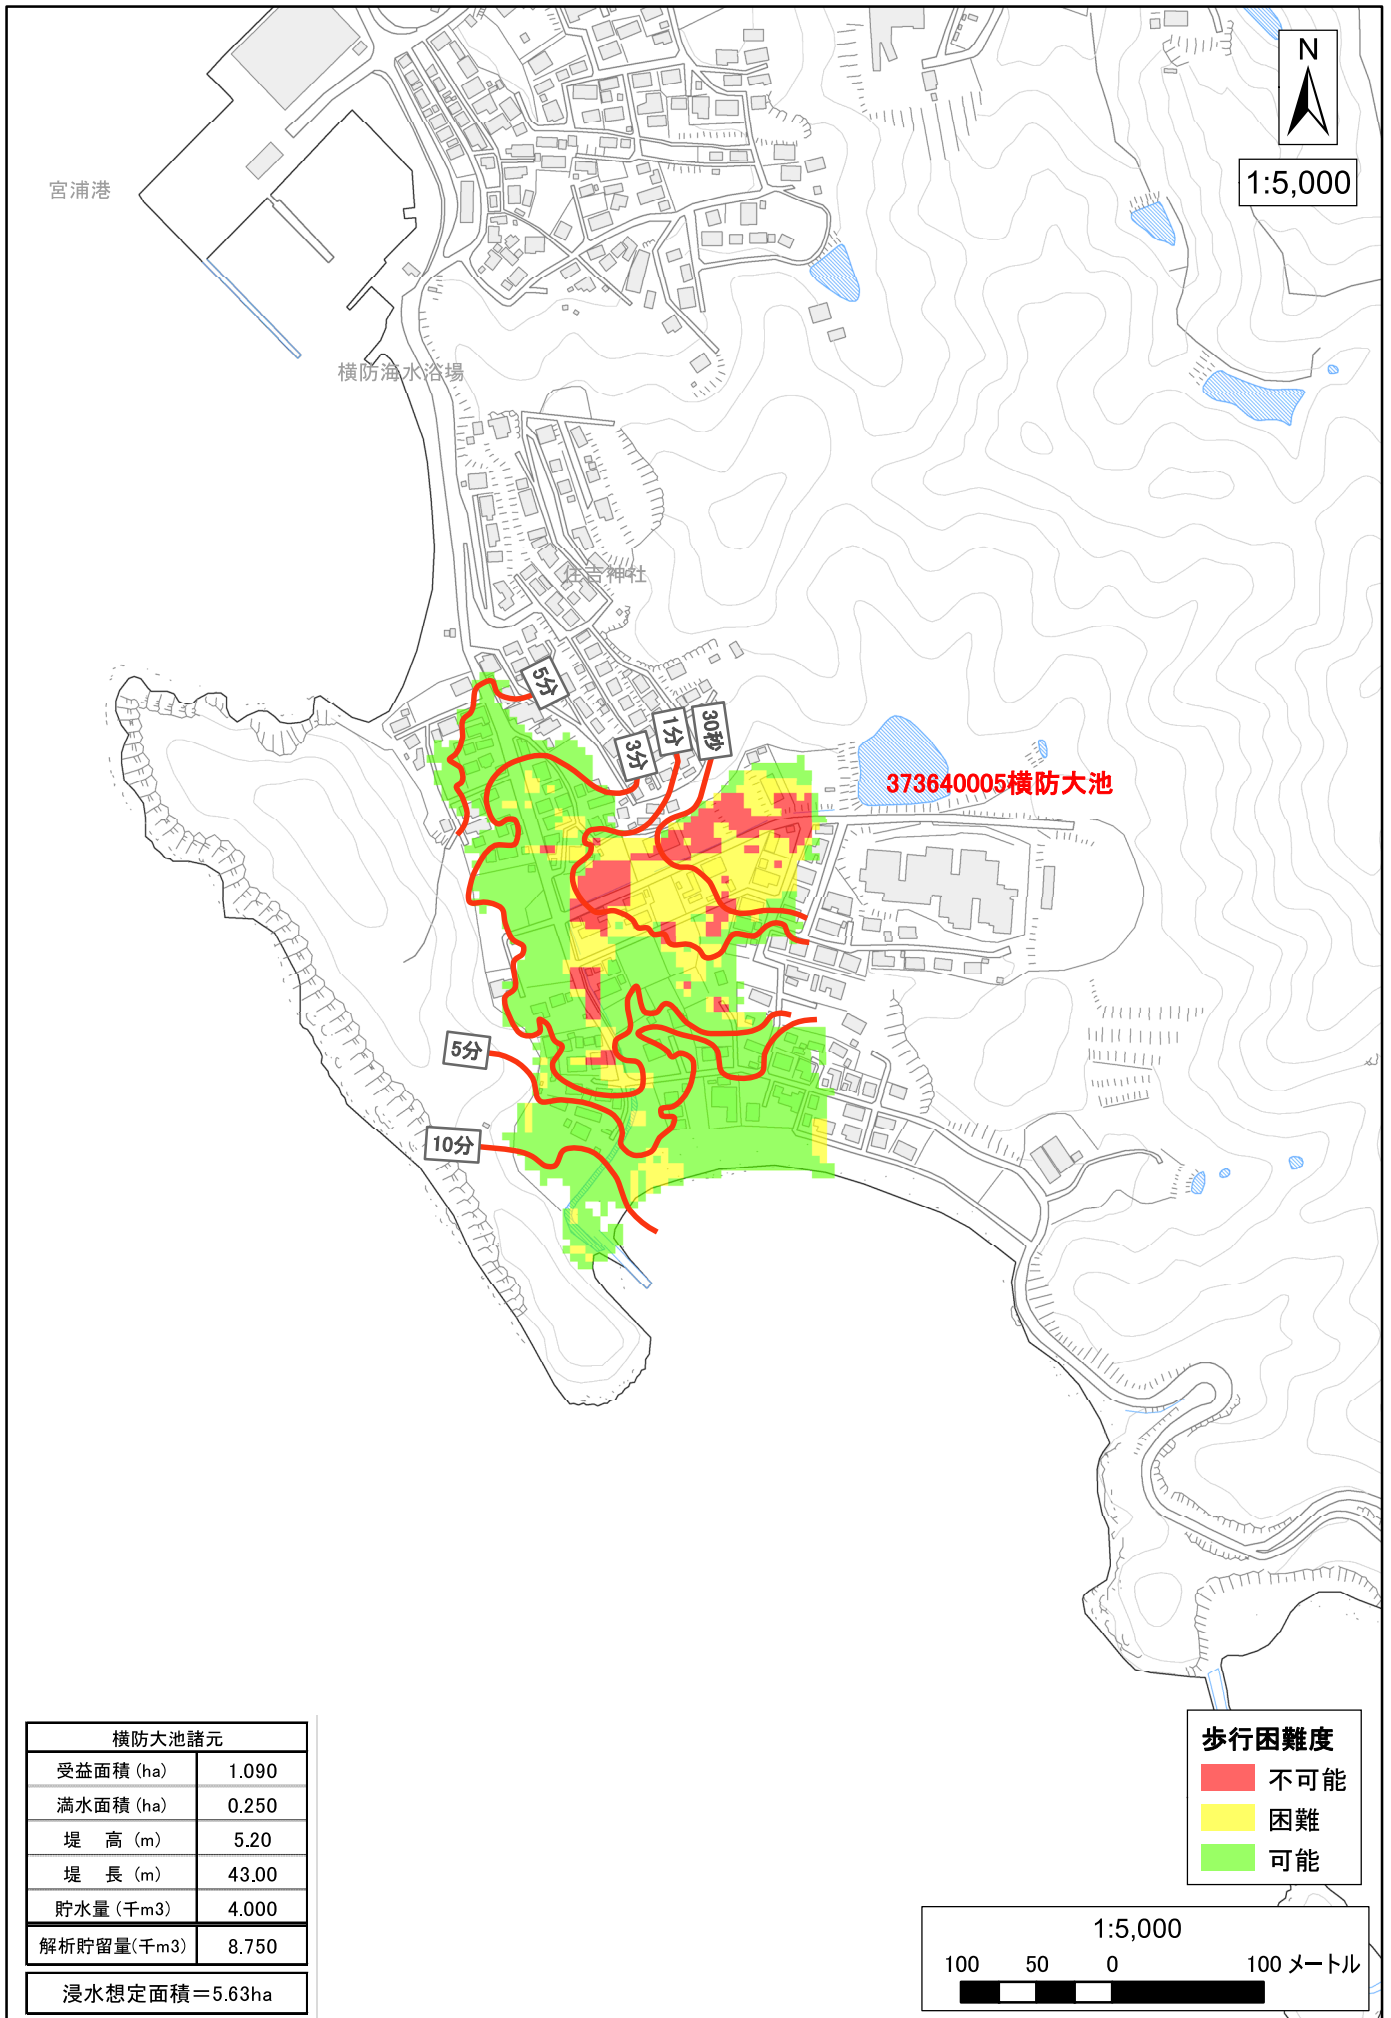 N
1:5,000
宮浦港
横防海水浴場
住吉神社
5分
3分
1分
30秒
373640005横防大池
5分
10分
横防大池諸元
受益面積(ha) 1.090
満水面積(ha) 0.250
堤 高 (m) 5.20
堤 長 (m) 43.00
貯水量(千m3) 4.000
解析貯留量(千m3) 8.750
浸水想定面積=5.63ha
歩行困難度
不可能
困難
可能
1:5,000
100 50 0 100 メートル